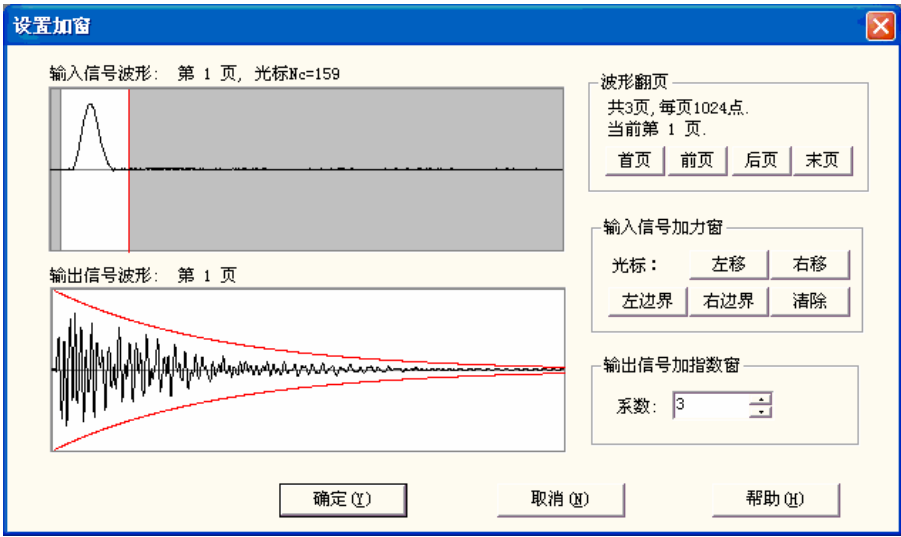 设置加窗
输入信号波形: 第 1 页, 光标Nc=159
波形翻页
共3页,每页1024点.
当前第 1 页.
首页 前页 后页 末页
输入信号加力窗
光标: 左移 右移
左边界 右边界 清除
输出信号波形: 第 1 页
输出信号加指数窗
系数: 3
确定(Y) 取消(N) 帮助(H)